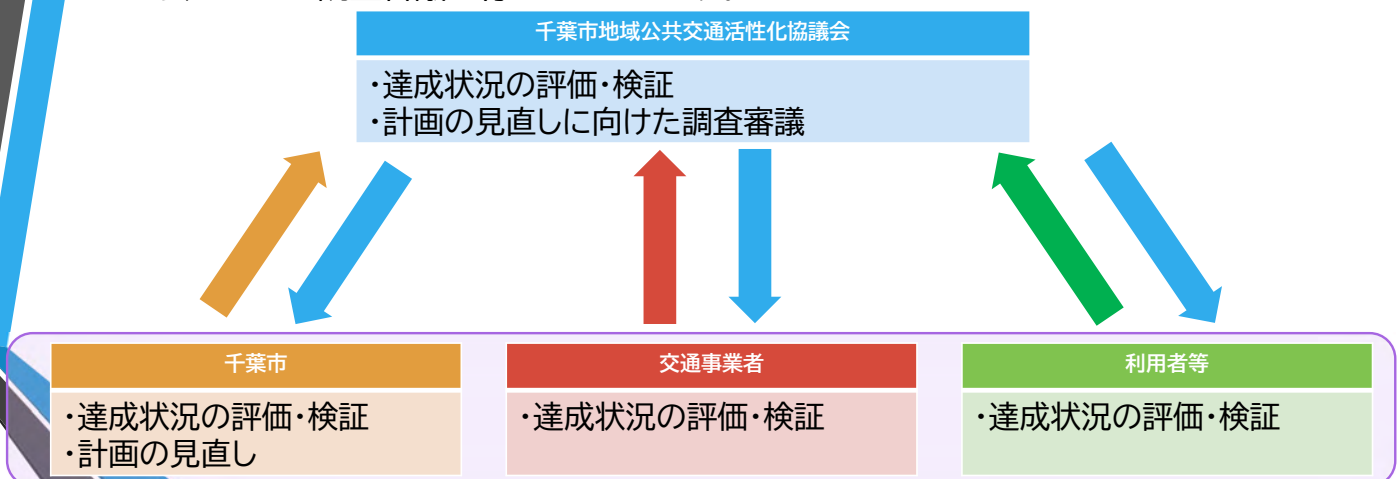 千葉市地域公共交通活性化協議会
・達成状況の評価・検証
・計画の見直しに向けた調査審議
千葉市
・達成状況の評価・検証
・計画の見直し
交通事業者
・達成状況の評価・検証
利用者等
・達成状況の評価・検証